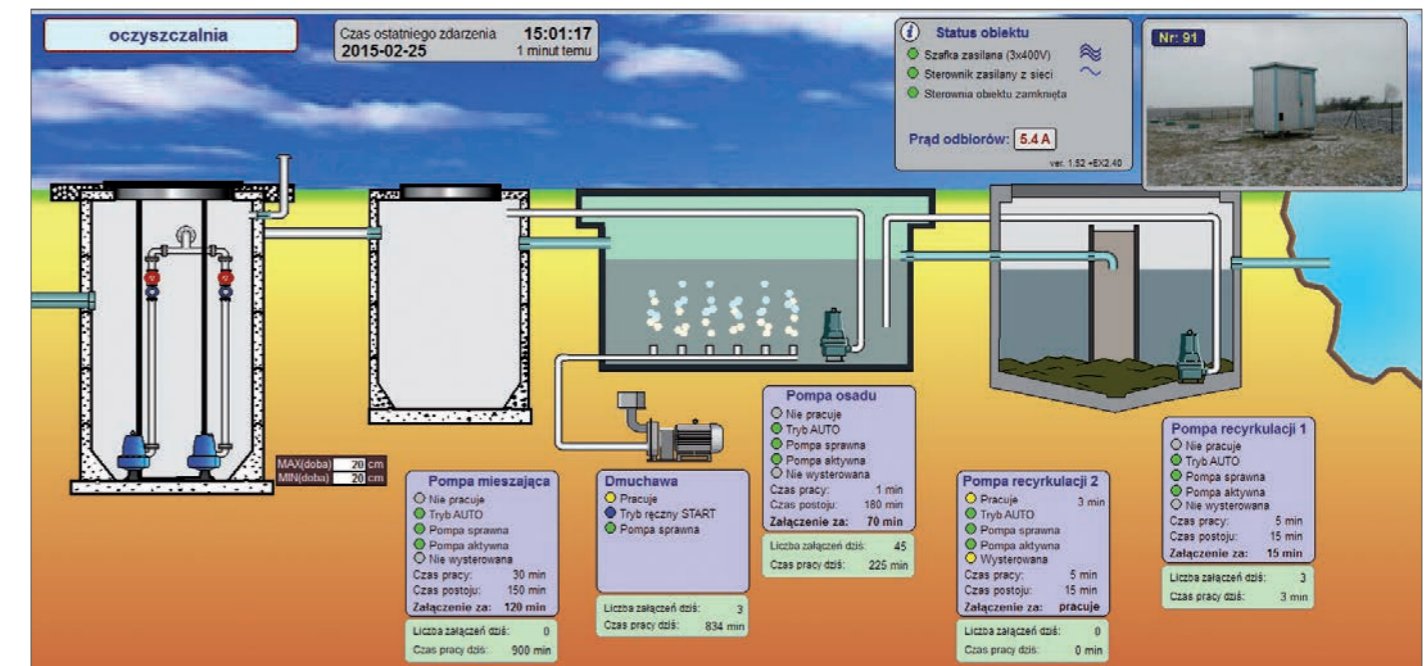 oczyszczalnia
Czas ostatniego zdarzenia 15:01:17
2015-02-25 1 minut temu
i Status obiektu
Szafka zasilana (3x400V)
Sterownik zasilany z sieci
Sterownia obiektu zamknięta
Prąd odbiorów: 5.4 A
ver. 1.52 +EX2.40
Nr: 91
MAX(doba) 20 cm
MIN(doba) 20 cm
Pompa mieszająca
Nie pracuje
Tryb AUTO
Pompa sprawna
Pompa aktywna
Nie wysterowana
Czas pracy: 30 min
Czas postoju: 150 min
Załączenie za: 120 min
Liczba załączeń dziś: 0
Czas pracy dziś: 900 min
Dmuchawa
Pracuje
Tryb ręczny START
Pompa sprawna
Liczba załączeń dziś: 3
Czas pracy dziś: 834 min
Pompa osadu
Nie pracuje
Tryb AUTO
Pompa sprawna
Pompa aktywna
Nie wysterowana
Czas pracy: 1 min
Czas postoju: 180 min
Załączenie za: 70 min
Liczba załączeń dziś: 45
Czas pracy dziś: 225 min
Pompa recyrkulacji 2
Pracuje 3 min
Tryb AUTO
Pompa sprawna
Pompa aktywna
Wysterowana
Czas pracy: 5 min
Czas postoju: 15 min
Załączenie za: pracuje
Liczba załączeń dziś: 0
Czas pracy dziś: 0 min
Pompa recyrkulacji 1
Nie pracuje
Tryb AUTO
Pompa sprawna
Pompa aktywna
Nie wysterowana
Czas pracy: 5 min
Czas postoju: 15 min
Załączenie za: 15 min
Liczba załączeń dziś: 3
Czas pracy dziś: 3 min